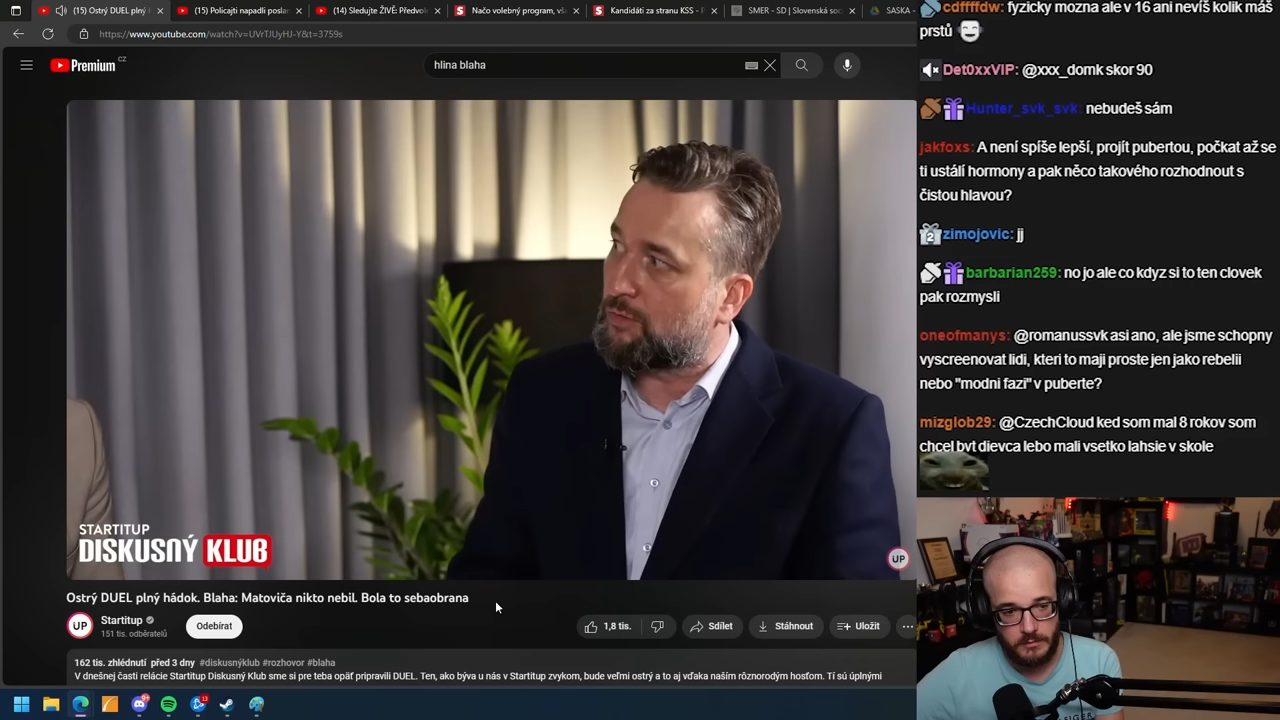 (15) Ostrý DUEL plný h
(15) Policajti napadli poslan
(14) Sledujte ŽIVĚ Předvol
Načo volebný program, vš
Kandidáti za stranu KSS - P
SMER - SD | Slovenská soc
SASKA -
https://www.youtube.com/watch?v=UVrTJUyHJ-Y&t=3759s
Premium CZ
hlina blaha
STARTITUP
DISKUSNÝ KLUB
UP
Ostrý DUEL plný hádok. Blaha: Matoviča nikto nebil. Bola to sebaobrana
UP
Startitup
151 tis. odběratelů
Odebírat
1,8 tis.
Sdílet
Stáhnout
Uložit
162 tis. zhlédnutí před 3 dny #diskusnýklub #rozhovor #blaha
V dnešnej časti relácie Startitup Diskusný Klub sme si pre teba opäť pripravili DUEL. Ten, ako býva u nás v Startitup zvykom, bude veľmi ostrý a to aj vďaka naším rôznorodým hosťom. Tí sú úplnými
cdffffdw: fyzicky mozna ale v 16 ani nevíš kolik máš
prstů
Det0xxVIP: @xxx_domk skor 90
Hunter_svk_svk: nebudeš sám
jakfoxs: A není spíše lepší, projít pubertou, počkat až se
ti ustálí hormony a pak něco takového rozhodnout s
čistou hlavou?
2
zimojovic: jj
barbarian259: no jo ale co kdyz si to ten clovek
pak rozmysli
oneofmanys: @romanussvk asi ano, ale jsme schopny
vyscreenovat lidi, kteri to maji proste jen jako rebelii
nebo "modni fazi" v puberte?
mizglob29: @CzechCloud ked som mal 8 rokov som
chcel byt dievca lebo mali vsetko lahsie v skole